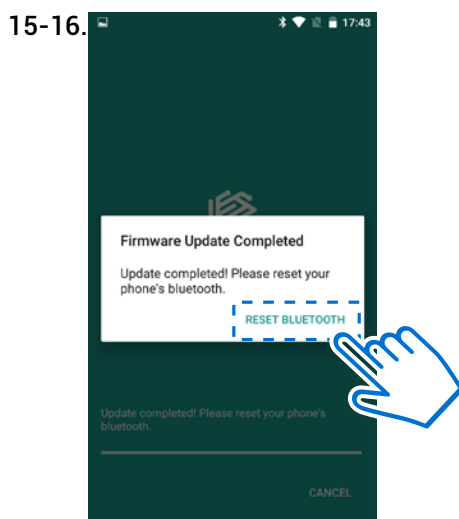 15-16.
17:43
Firmware Update Completed
Update completed! Please reset your
phone's bluetooth.
RESET BLUETOOTH
Update completed! Please reset your phone's
bluetooth.
CANCEL